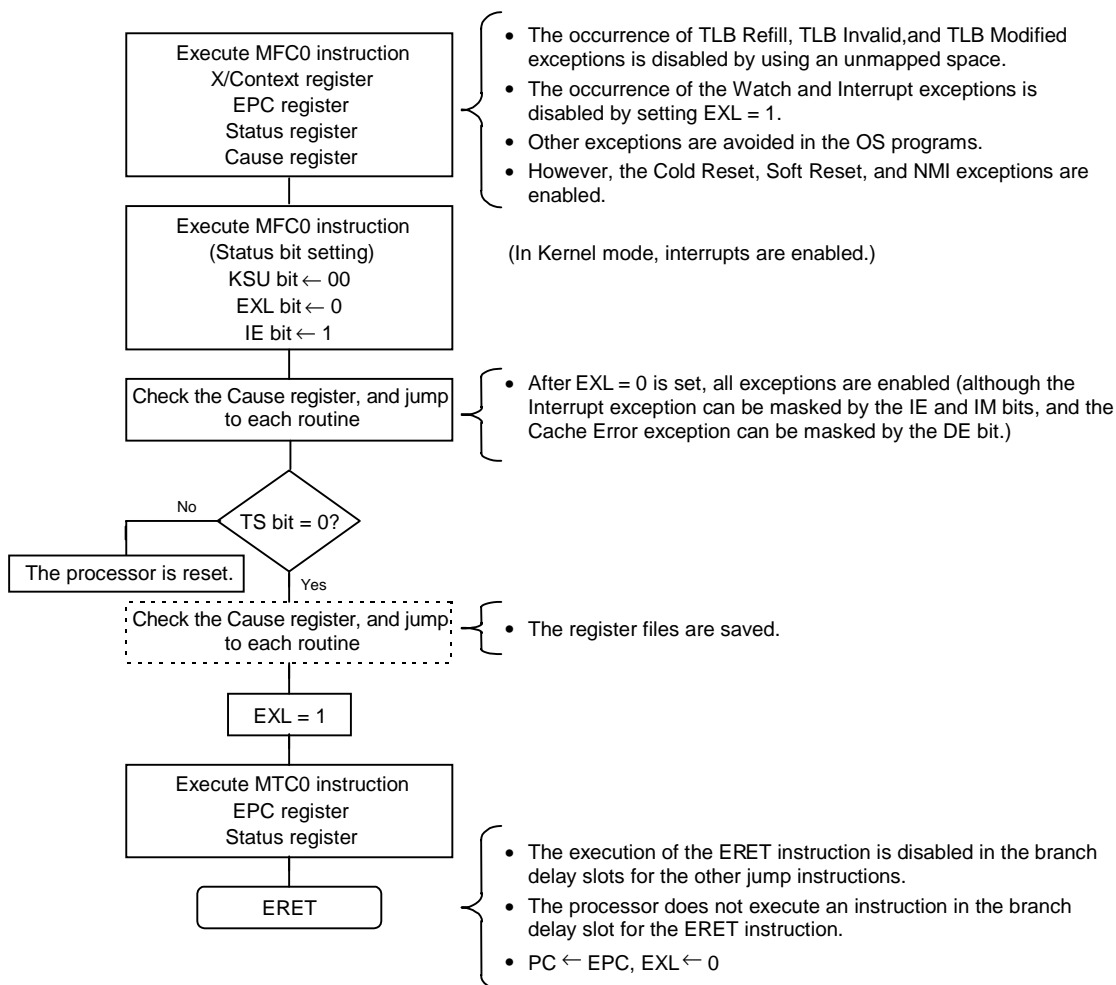 Execute MFC0 instruction
X/Context register
EPC register
Status register
Cause register
• The occurrence of TLB Refill, TLB Invalid,and TLB Modified
exceptions is disabled by using an unmapped space.
• The occurrence of the Watch and Interrupt exceptions is
disabled by setting EXL = 1.
• Other exceptions are avoided in the OS programs.
• However, the Cold Reset, Soft Reset, and NMI exceptions are
enabled.
Execute MFC0 instruction
(Status bit setting)
KSU bit ← 00
EXL bit ← 0
IE bit ← 1
(In Kernel mode, interrupts are enabled.)
Check the Cause register, and jump
to each routine
• After EXL = 0 is set, all exceptions are enabled (although the
Interrupt exception can be masked by the IE and IM bits, and the
Cache Error exception can be masked by the DE bit.)
TS bit = 0?
No
The processor is reset.
Yes
Check the Cause register, and jump
to each routine
• The register files are saved.
EXL = 1
Execute MTC0 instruction
EPC register
Status register
ERET
• The execution of the ERET instruction is disabled in the branch
delay slots for the other jump instructions.
• The processor does not execute an instruction in the branch
delay slot for the ERET instruction.
• PC ← EPC, EXL ← 0